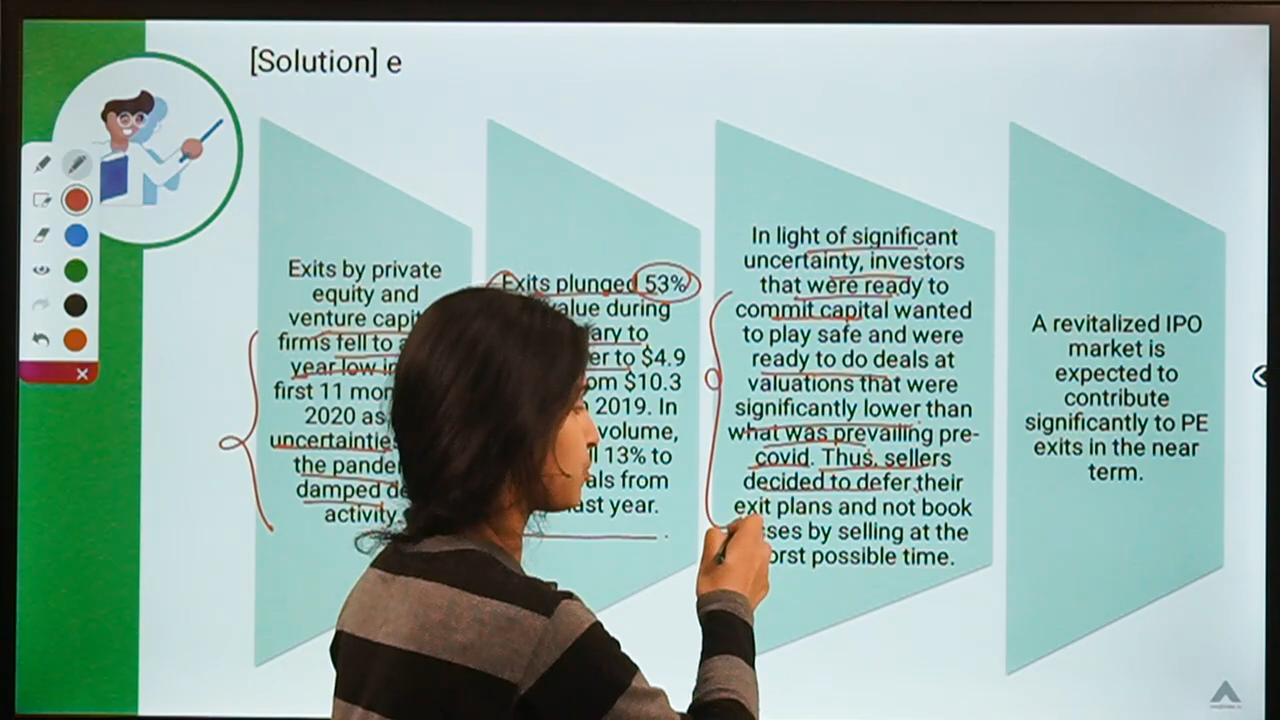 [Solution] e
Exits by private
equity and
venture capit
firms fell to a
year low in
first 11 mon
2020 as
uncertaintie
the pande
damped de
activity
Exits plunged 53%
alue during
ary to
er to $4.9
om $10.3
2019. In
volume,
ll 13% to
als from
last year.
In light of significant
uncertainty, investors
that were ready to
commit capital wanted
to play safe and were
ready to do deals at
valuations that were
significantly lower than
what was prevailing pre-
covid. Thus, sellers
decided to defer their
exit plans and not book
sses by selling at the
orst possible time.
A revitalized IPO
market is
expected to
contribute
significantly to PE
exits in the near
term.